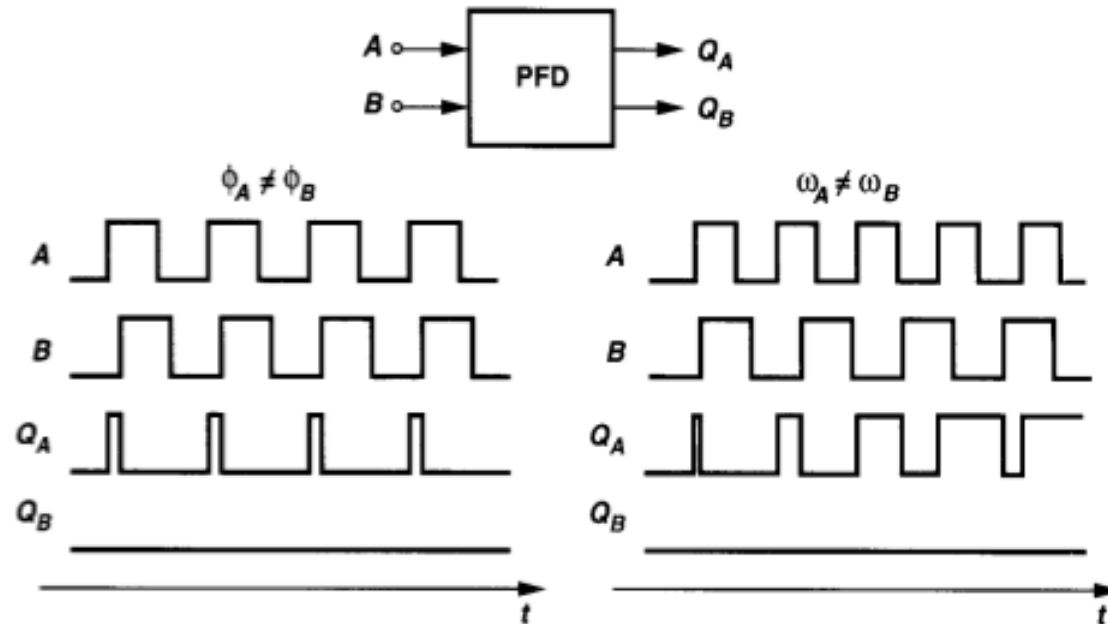 A
PFD
Q_A
B
Q_B
ϕ_A ≠ ϕ_B
A
B
Q_A
Q_B
t
ω_A ≠ ω_B
A
B
Q_A
Q_B
t